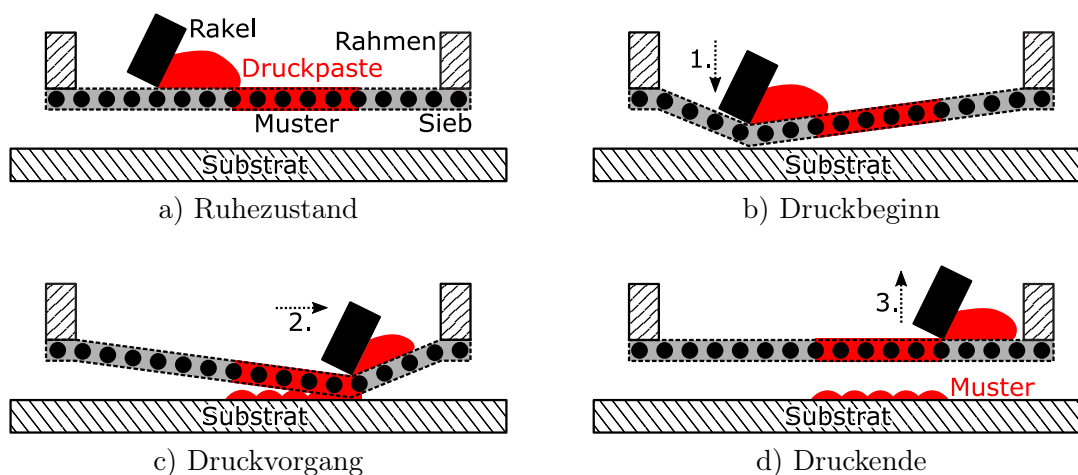 Rakel
Rahmen
Druckpaste
Muster
Sieb
Substrat
a) Ruhezustand
1.
Substrat
b) Druckbeginn
2.
Substrat
c) Druckvorgang
3.
Muster
Substrat
d) Druckende